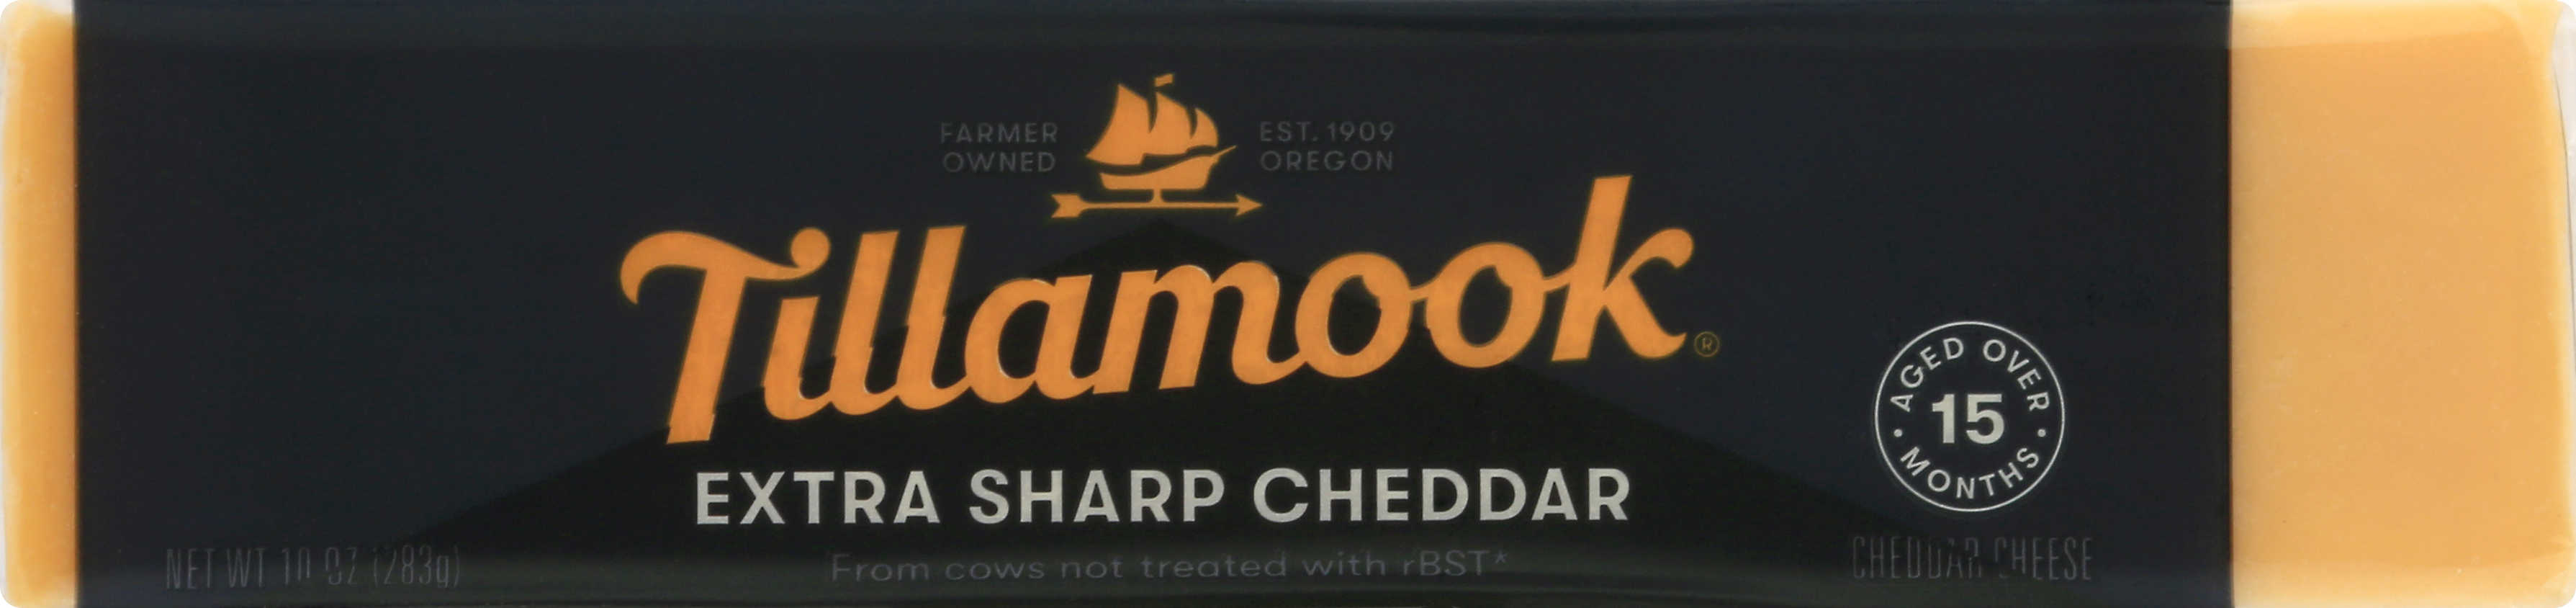 FARMER
OWNED
EST. 1909
OREGON
Tillamook®
EXTRA SHARP CHEDDAR
From cows not treated with rBST*
NET WT 10 OZ (283g)
AGED OVER
15
MONTHS
CHEDDAR CHEESE